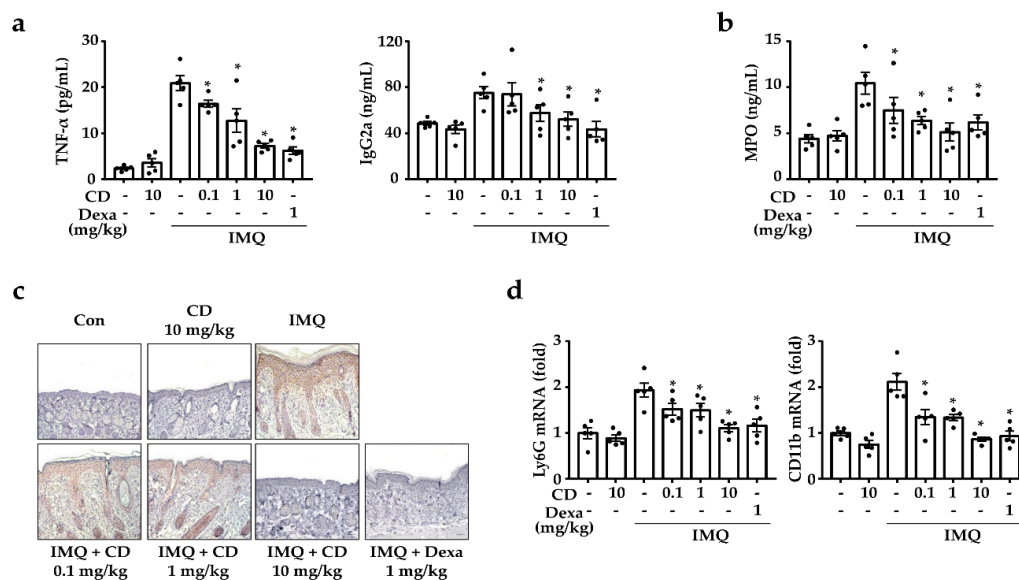 a
TNF-α (pg/mL)
30
20
10
0
CD - 10 - 0.1 1 10 -
Dexa - - - - - - 1
(mg/kg)
IMQ
* * * *
IgG2a (ng/mL)
120
80
40
0
- 10 - 0.1 1 10 -
- - - - - - 1
IMQ
* * *
b
MPO (ng/mL)
15
10
5
0
CD - 10 - 0.1 1 10 -
Dexa - - - - - - 1
(mg/kg)
IMQ
* * * *
c
Con
CD
10 mg/kg
IMQ
IMQ + CD
0.1 mg/kg
IMQ + CD
1 mg/kg
IMQ + CD
10 mg/kg
IMQ + Dexa
1 mg/kg
d
Ly6G mRNA (fold)
3
2
1
0
CD - 10 - 0.1 1 10 -
Dexa - - - - - - 1
(mg/kg)
IMQ
* * * *
CD11b mRNA (fold)
3
2
1
0
- 10 - 0.1 1 10 -
- - - - - - 1
IMQ
* * * *